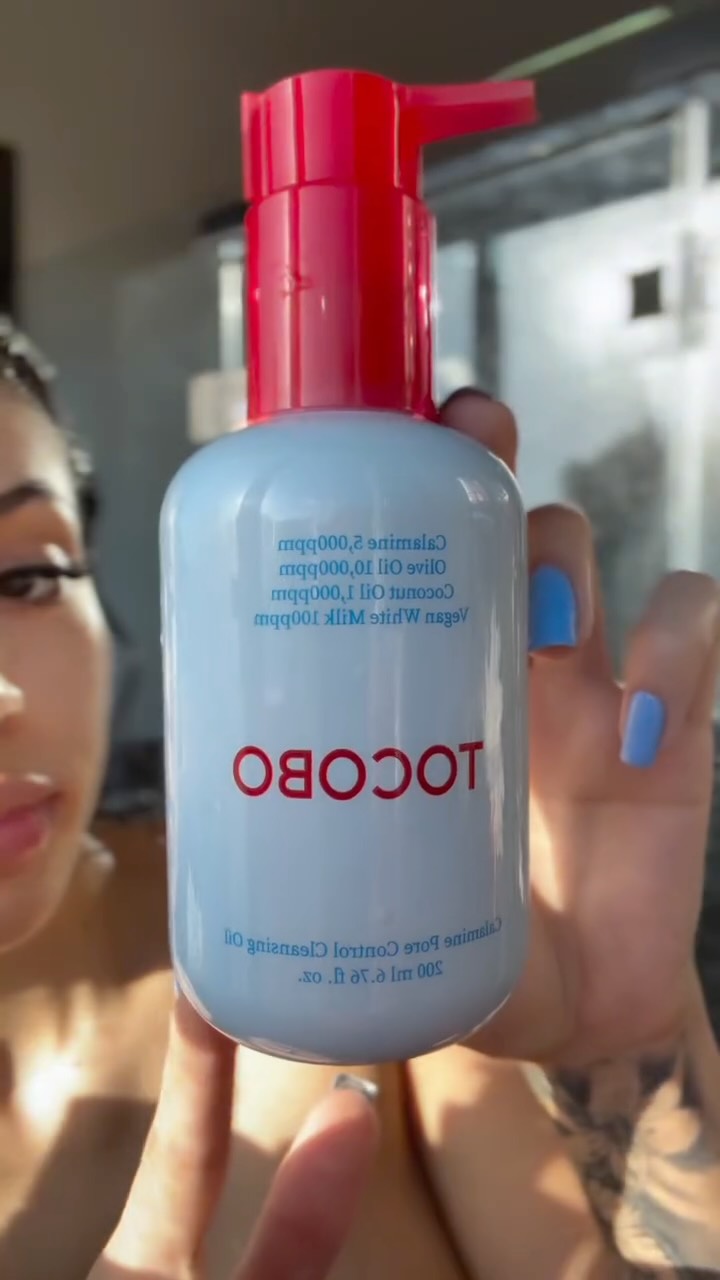 Calamine 5,000ppm
Olive Oil 10,000ppm
Coconut Oil 1,000ppm
Vegan White Milk 100ppm
TOCOBO
Calamine Pore Control Cleansing Oil
200 ml 6.76 fl. oz.